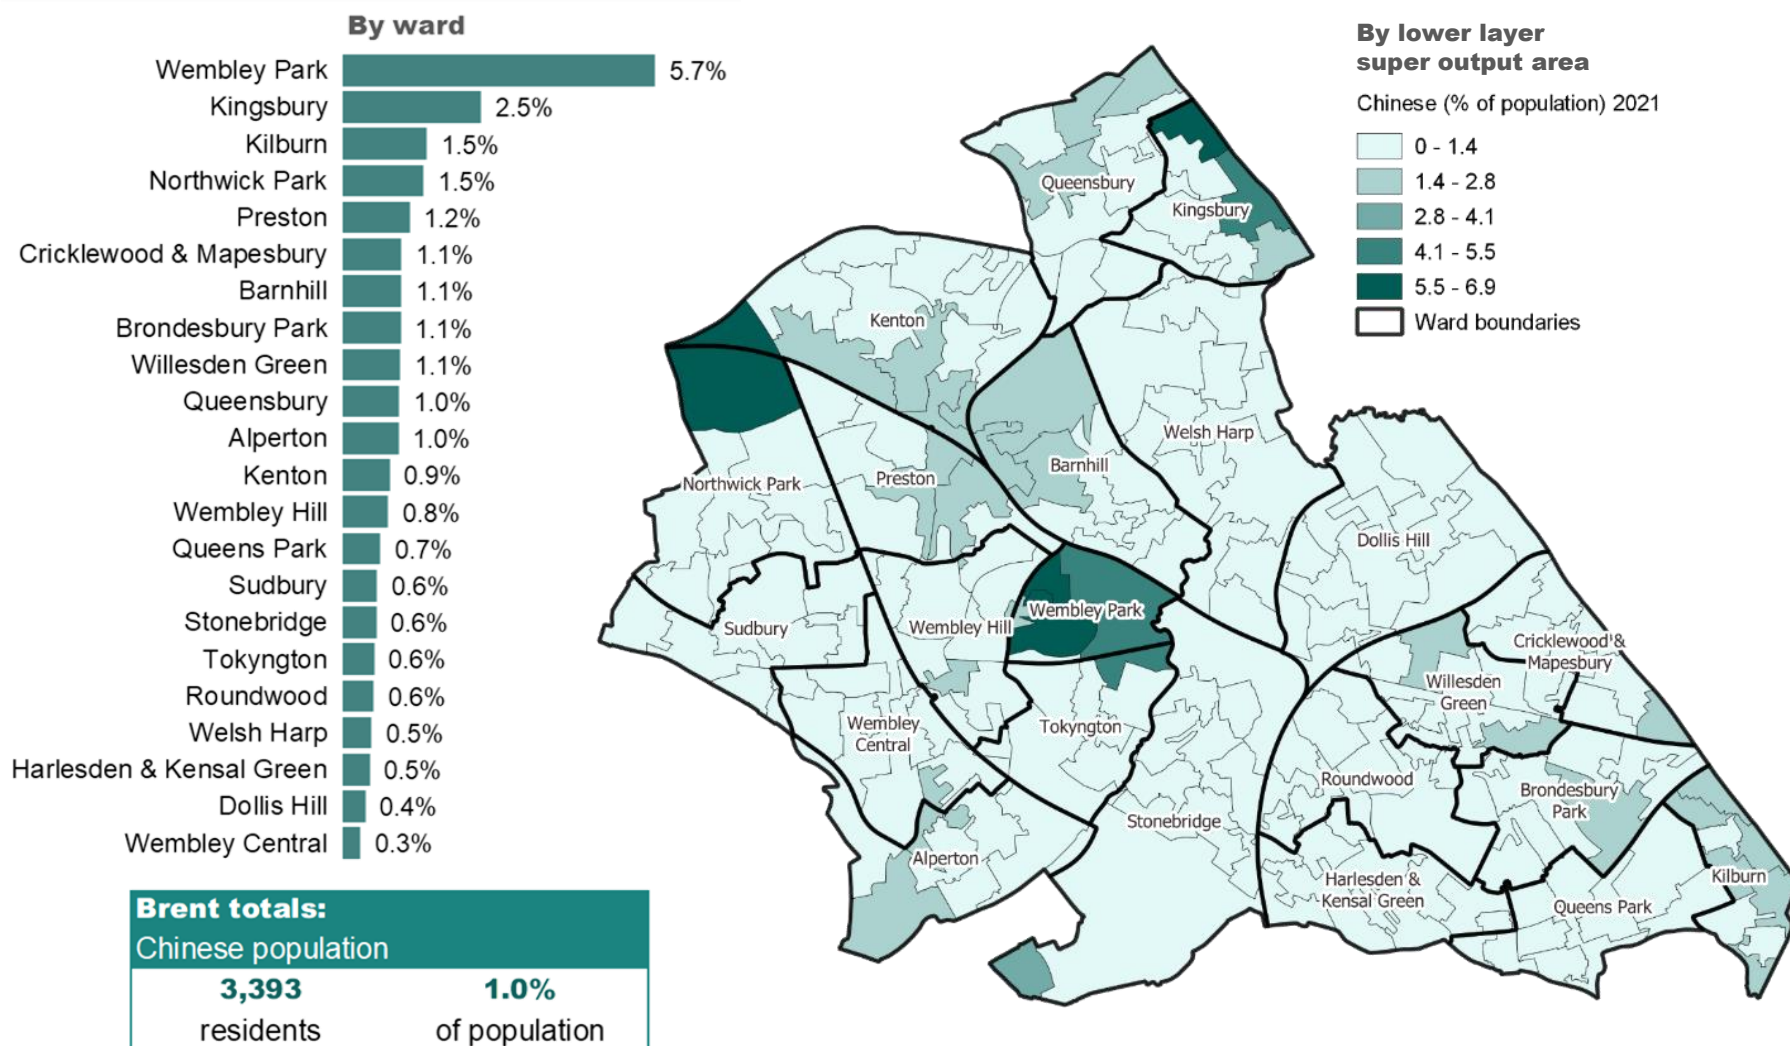 By ward
Wembley Park 5.7%
Kingsbury 2.5%
Kilburn 1.5%
Northwick Park 1.5%
Preston 1.2%
Cricklewood & Mapesbury 1.1%
Barnhill 1.1%
Brondesbury Park 1.1%
Willesden Green 1.1%
Queensbury 1.0%
Alperton 1.0%
Kenton 0.9%
Wembley Hill 0.8%
Queens Park 0.7%
Sudbury 0.6%
Stonebridge 0.6%
Tokyngton 0.6%
Roundwood 0.6%
Welsh Harp 0.5%
Harlesden & Kensal Green 0.5%
Dollis Hill 0.4%
Wembley Central 0.3%
Brent totals:
Chinese population
3,393 1.0%
residents of population
By lower layer
super output area
Chinese (% of population) 2021
0 - 1.4
1.4 - 2.8
2.8 - 4.1
4.1 - 5.5
5.5 - 6.9
Ward boundaries
Queensbury
Kingsbury
Kenton
Welsh Harp
Barnhill
Preston
Northwick Park
Dollis Hill
Wembley Park
Sudbury
Wembley Hill
Cricklewood &
Mapesbury
Willesden
Green
Wembley
Central
Tokyngton
Roundwood
Brondesbury
Park
Stonebridge
Alperton
Harlesden &
Kensal Green
Queens Park
Kilburn